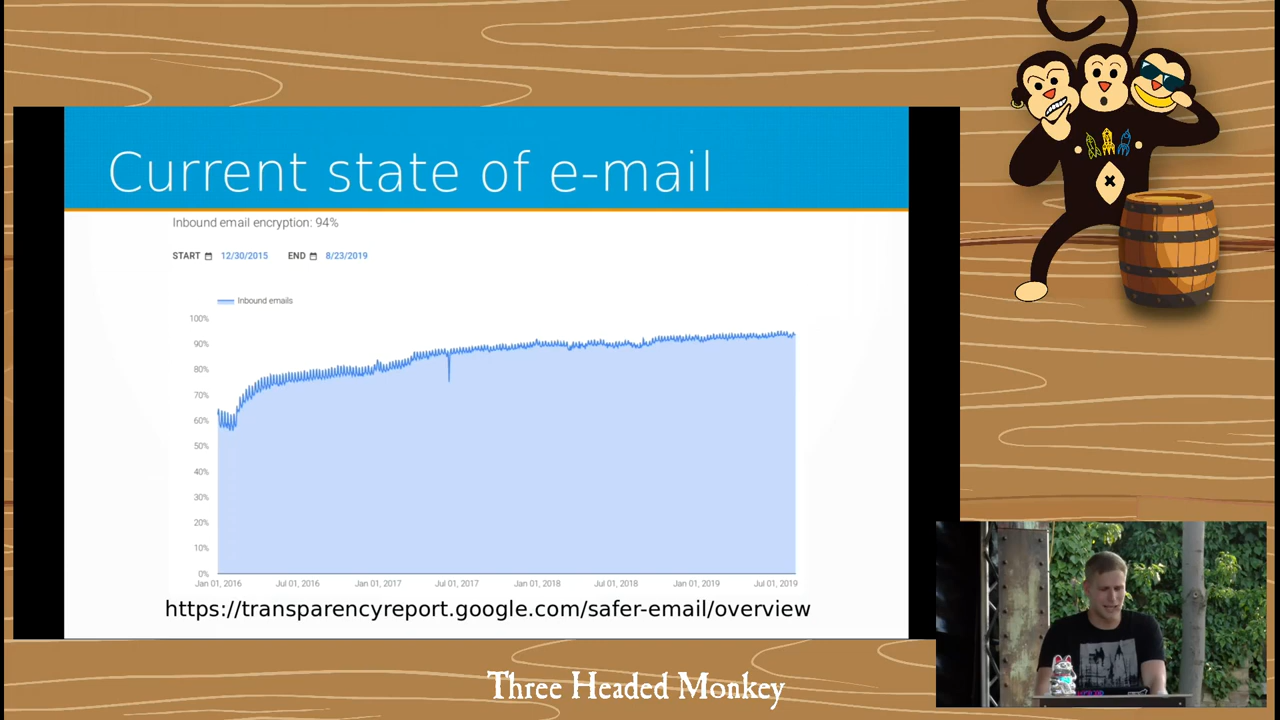 Current state of e-mail
Inbound email encryption: 94%
START 12/30/2015 END 8/23/2019
Inbound emails
100%
90%
80%
70%
60%
50%
40%
30%
20%
10%
0%
Jan 01, 2016 Jul 01, 2016 Jan 01, 2017 Jul 01, 2017 Jan 01, 2018 Jul 01, 2018 Jan 01, 2019 Jul 01, 2019
https://transparencyreport.google.com/safer-email/overview
Three Headed Monkey